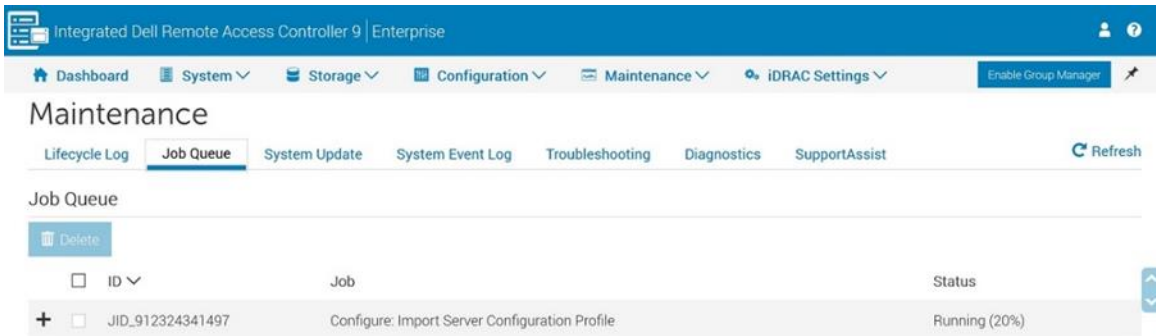 Integrated Dell Remote Access Controller 9 | Enterprise
Dashboard System Storage Configuration Maintenance iDRAC Settings Enable Group Manager
Maintenance
Lifecycle Log Job Queue System Update System Event Log Troubleshooting Diagnostics SupportAssist Refresh
Job Queue
Delete
ID Job Status
JID_912324341497 Configure: Import Server Configuration Profile Running (20%)